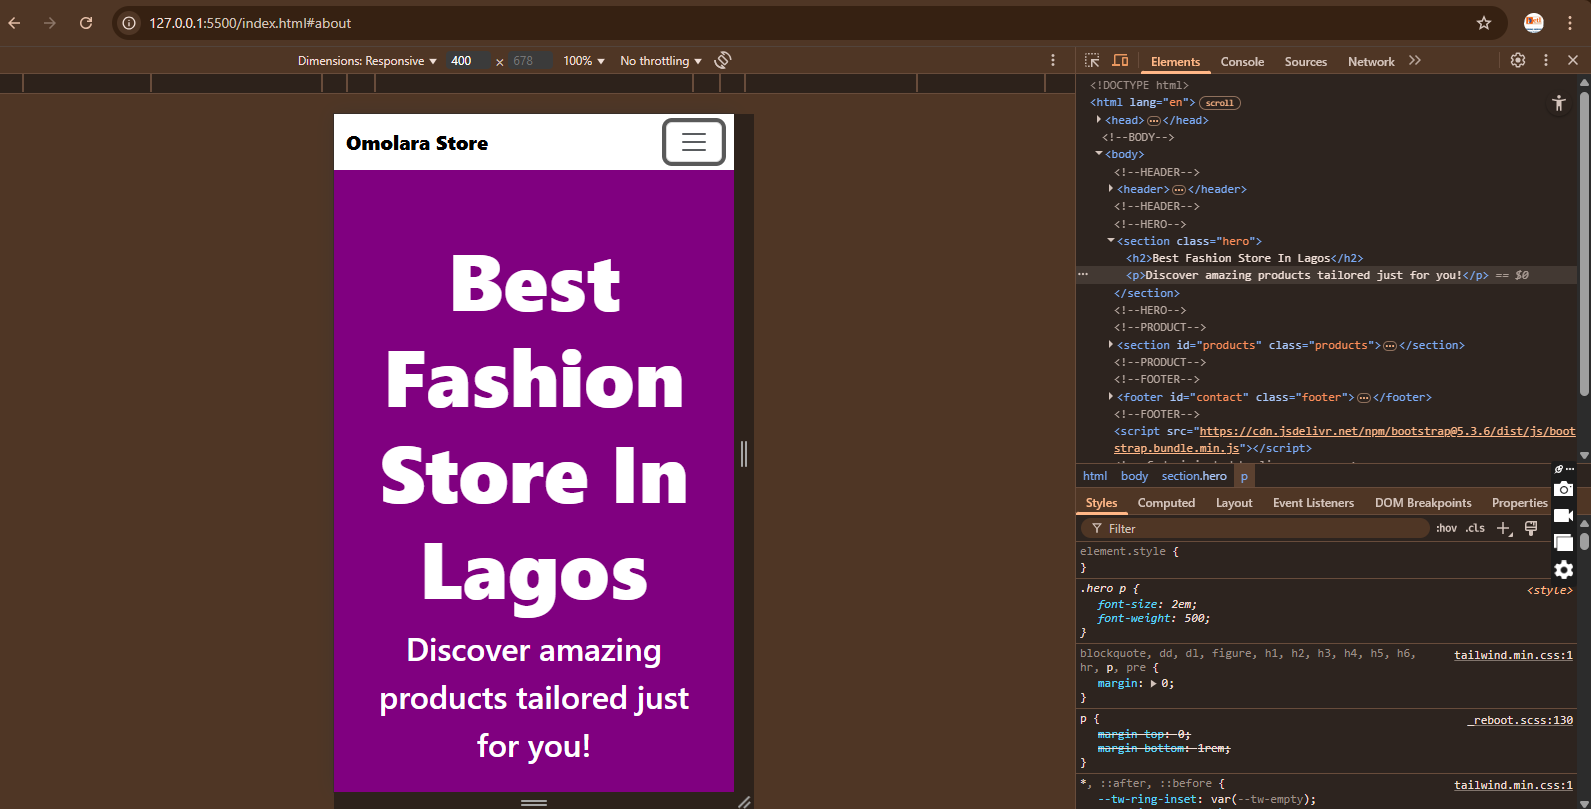 127.0.0.1:5500/index.html#about
Dimensions: Responsive 400 × 678 100% No throttling
Elements Console Sources Network
Omolara Store
Best
Fashion
Store In
Lagos
Discover amazing
products tailored just
for you!
<!DOCTYPE html>
<html lang="en"> scroll
<head> … </head>
<!--BODY-->
<body>
<!--HEADER-->
<header> … </header>
<!--HEADER-->
<!--HERO-->
<section class="hero">
<h2>Best Fashion Store In Lagos</h2>
<p>Discover amazing products tailored just for you!</p> == $0
</section>
<!--HERO-->
<!--PRODUCT-->
<section id="products" class="products"> … </section>
<!--PRODUCT-->
<!--FOOTER-->
<footer id="contact" class="footer"> … </footer>
<!--FOOTER-->
<script src="https://cdn.jsdelivr.net/npm/bootstrap@5.3.6/dist/js/boot
strap.bundle.min.js"></script>
html body section.hero p
Styles Computed Layout Event Listeners DOM Breakpoints Properties
Filter :hov .cls
element.style {
}
.hero p { <style>
font-size: 2em;
font-weight: 500;
}
blockquote, dd, dl, figure, h1, h2, h3, h4, h5, h6, tailwind.min.css:1
hr, p, pre {
margin: 0;
}
p { _reboot.scss:130
margin-top: 0;
margin-bottom: 1rem;
}
*, ::after, ::before { tailwind.min.css:1
--tw-ring-inset: var(--tw-empty);